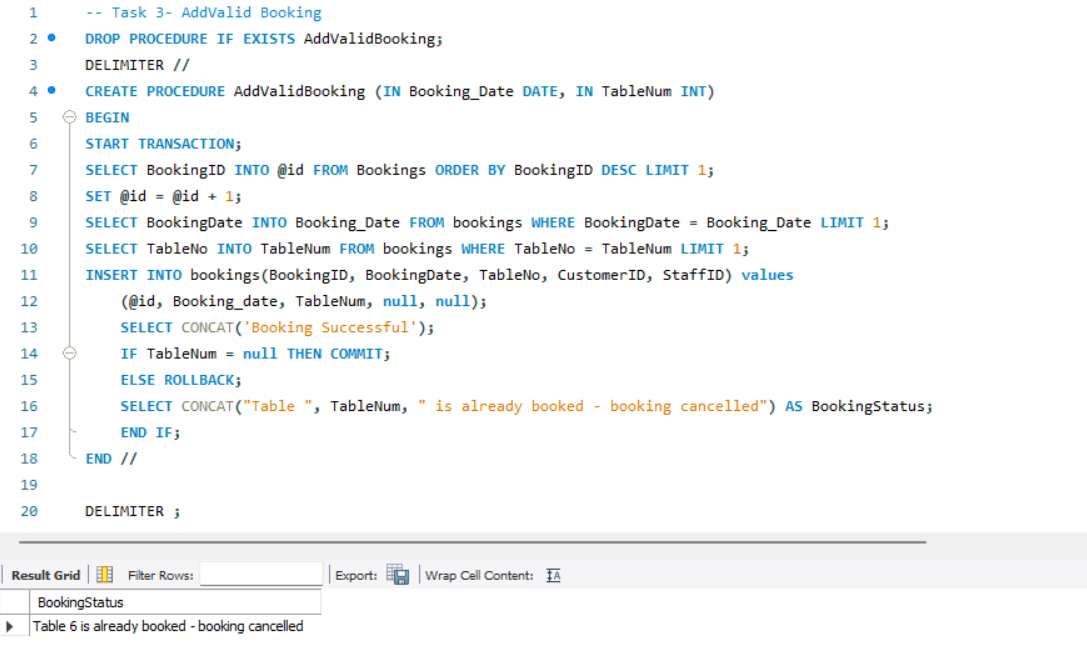 1 -- Task 3- AddValid Booking
2 DROP PROCEDURE IF EXISTS AddValidBooking;
3 DELIMITER //
4 CREATE PROCEDURE AddValidBooking (IN Booking_Date DATE, IN TableNum INT)
5 BEGIN
6 START TRANSACTION;
7 SELECT BookingID INTO @id FROM Bookings ORDER BY BookingID DESC LIMIT 1;
8 SET @id = @id + 1;
9 SELECT BookingDate INTO Booking_Date FROM bookings WHERE BookingDate = Booking_Date LIMIT 1;
10 SELECT TableNo INTO TableNum FROM bookings WHERE TableNo = TableNum LIMIT 1;
11 INSERT INTO bookings(BookingID, BookingDate, TableNo, CustomerID, StaffID) values
12 (@id, Booking_date, TableNum, null, null);
13 SELECT CONCAT('Booking Successful');
14 IF TableNum = null THEN COMMIT;
15 ELSE ROLLBACK;
16 SELECT CONCAT("Table ", TableNum, " is already booked - booking cancelled") AS BookingStatus;
17 END IF;
18 END //
19
20 DELIMITER ;
Result Grid Filter Rows: Export: Wrap Cell Content: IA
BookingStatus
Table 6 is already booked - booking cancelled